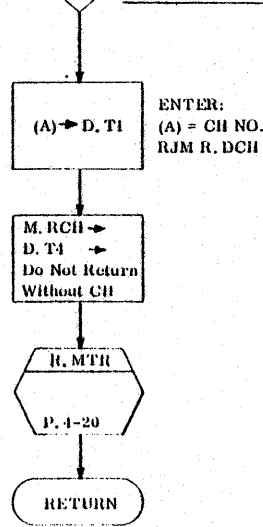 (A) → D. T1
ENTER:
(A) = CH NO.
RJM R. DCH
M. RCH →
D. T4 →
Do Not Return
Without CH
R. MTR
P. 4-20
RETURN